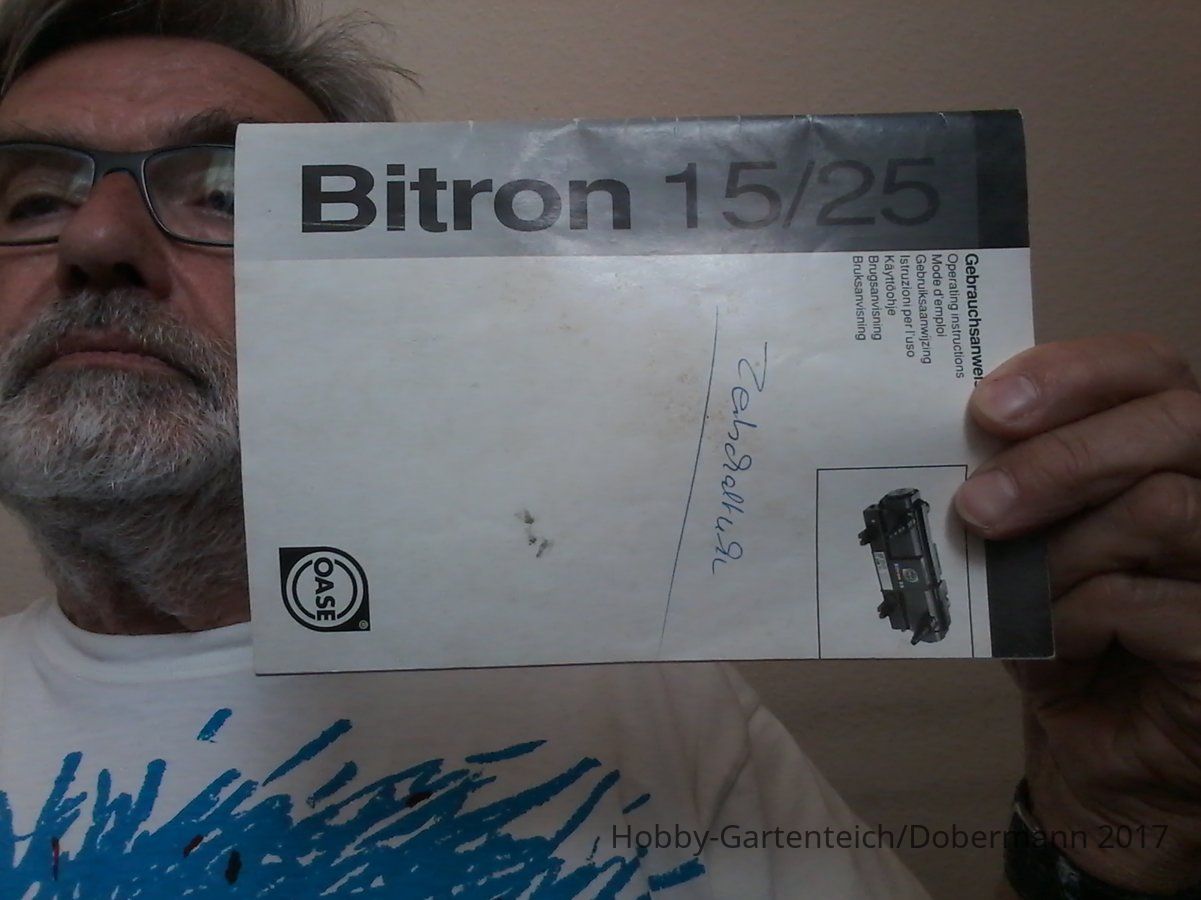 Bitron 15/25
Gebrauchsanweis
Operating instructions
Mode d'emploi
Gebruiksaanwijzing
Istruzioni per l'uso
Käyttöohje
Brugsanvisning
Bruksanvisning
OASE
Hobby-Gartenteich/Dobermann 2017